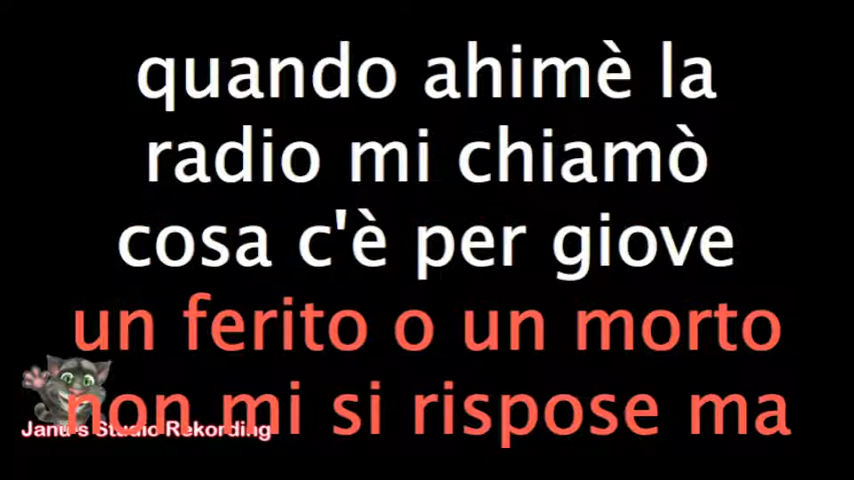 quando ahimè la
radio mi chiamò
cosa c'è per giove
un ferito o un morto
non mi si rispose ma
Janu's Studio Rekording